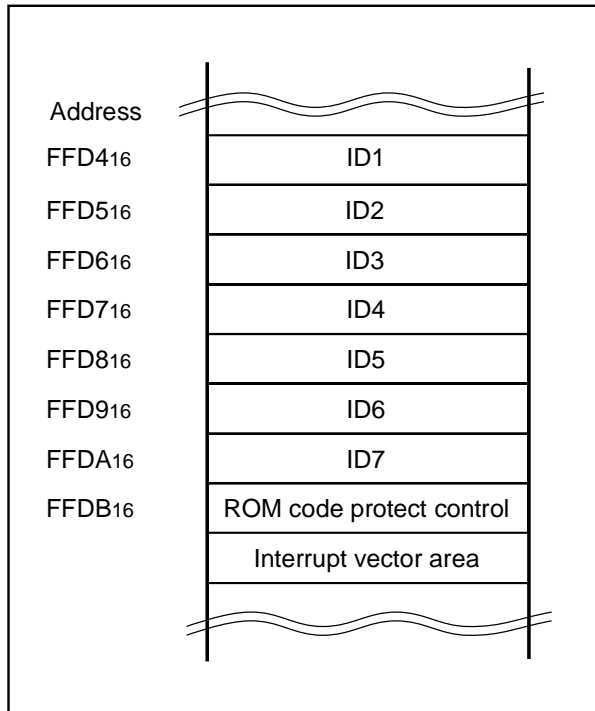 Address
FFD416 ID1
FFD516 ID2
FFD616 ID3
FFD716 ID4
FFD816 ID5
FFD916 ID6
FFDA16 ID7
FFDB16 ROM code protect control
Interrupt vector area